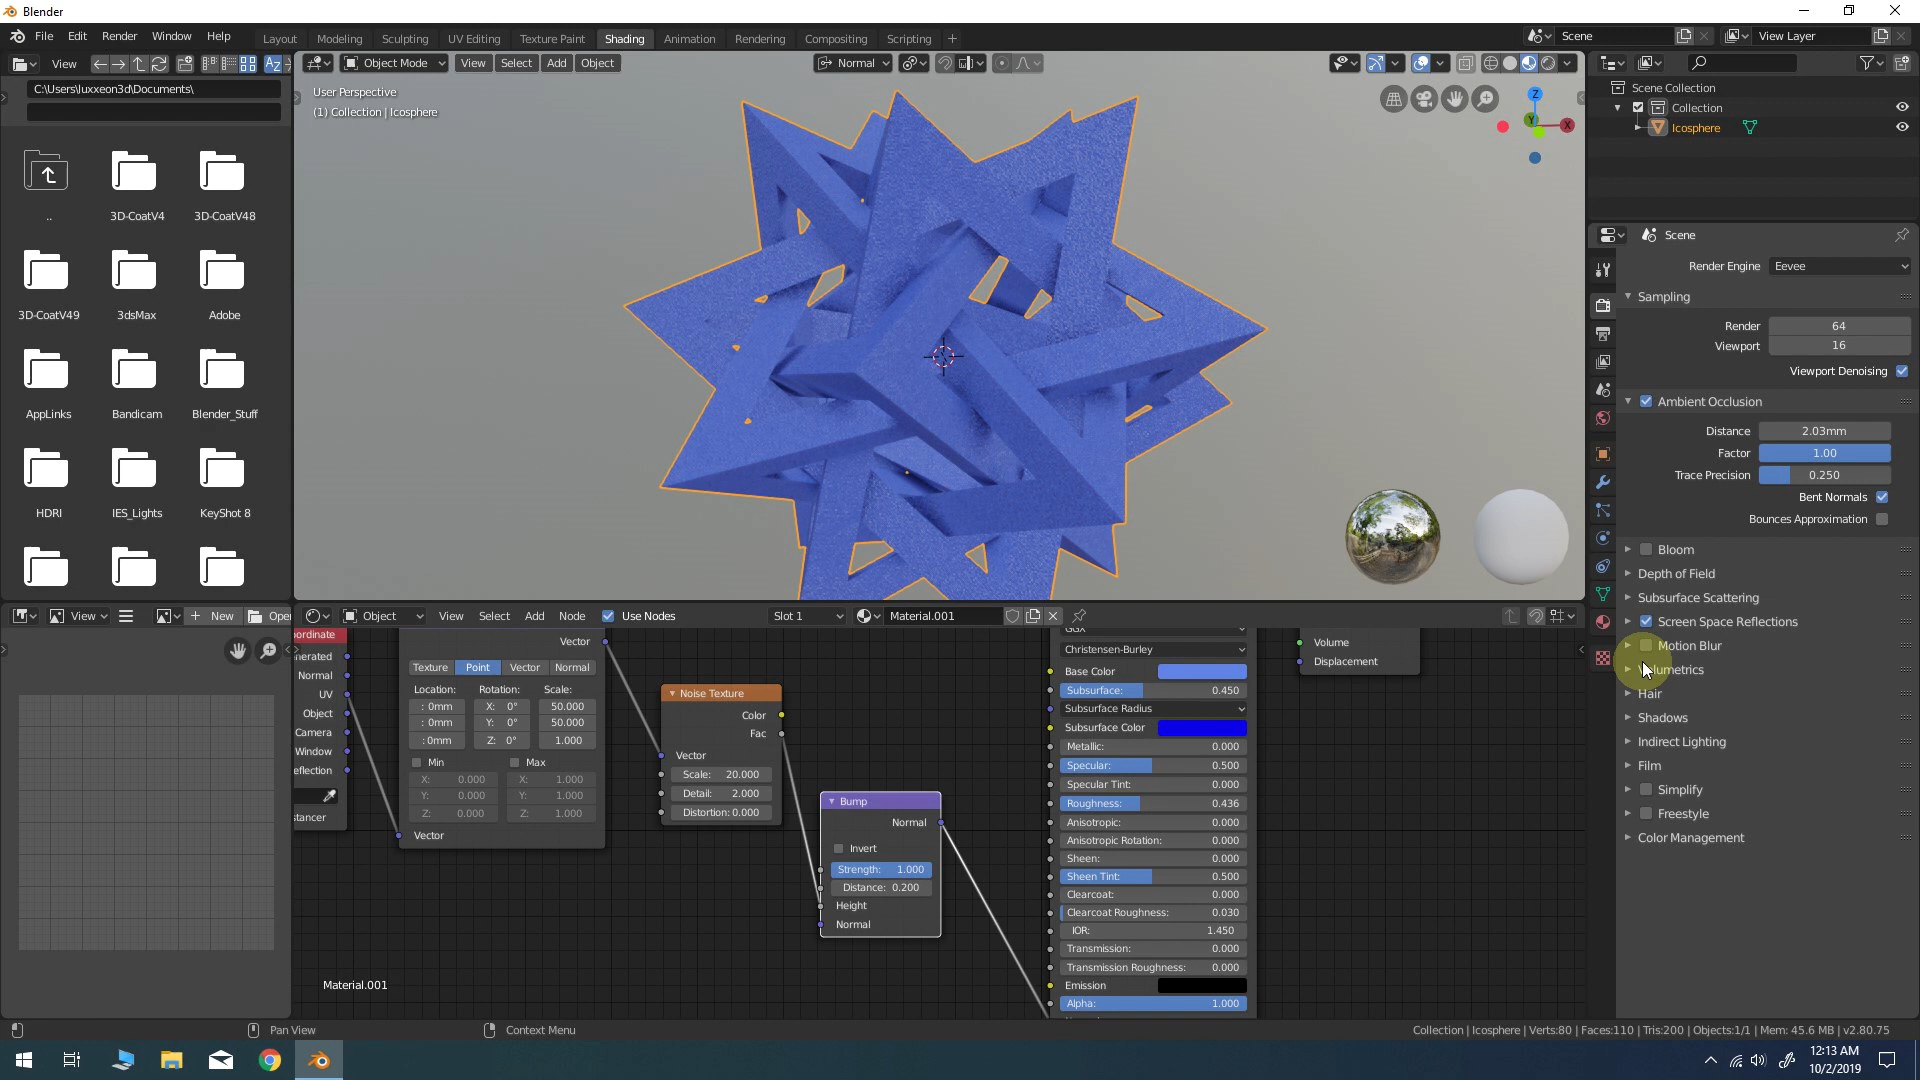 Blender
File Edit Render Window Help
Layout Modeling Sculpting UV Editing Texture Paint Shading Animation Rendering Compositing Scripting
Scene
View Layer
View
C:\Users\luxxeon3d\Documents\
..
3D-CoatV4
3D-CoatV48
3D-CoatV49
3dsMax
Adobe
AppLinks
Bandicam
Blender_Stuff
HDRI
IES_Lights
KeyShot 8
Object Mode View Select Add Object
Normal
User Perspective
(1) Collection | Icosphere
Z
Y
X
Scene Collection
Collection
Icosphere
Scene
Render Engine Eevee
Sampling
Render 64
Viewport 16
Viewport Denoising
Ambient Occlusion
Distance 2.03mm
Factor 1.00
Trace Precision 0.250
Bent Normals
Bounces Approximation
Bloom
Depth of Field
Subsurface Scattering
Screen Space Reflections
Motion Blur
Volumetrics
Hair
Shadows
Indirect Lighting
Film
Simplify
Freestyle
Color Management
View New Open
Object View Select Add Node Use Nodes Slot 1 Material.001
oordinate
nerated
Normal
UV
Object
Camera
Window
eflection
stancer
Vector
Texture Point Vector Normal
Location: Rotation: Scale:
: 0mm X: 0° 50.000
: 0mm Y: 0° 50.000
: 0mm Z: 0° 1.000
Min Max
X: 0.000 X: 1.000
Y: 0.000 Y: 1.000
Z: 0.000 Z: 1.000
Vector
Noise Texture
Color
Fac
Vector
Scale: 20.000
Detail: 2.000
Distortion: 0.000
Bump
Normal
Invert
Strength: 1.000
Distance: 0.200
Height
Normal
GGX
Christensen-Burley
Base Color
Subsurface: 0.450
Subsurface Radius
Subsurface Color
Metallic: 0.000
Specular: 0.500
Specular Tint: 0.000
Roughness: 0.436
Anisotropic: 0.000
Anisotropic Rotation: 0.000
Sheen: 0.000
Sheen Tint: 0.500
Clearcoat: 0.000
Clearcoat Roughness: 0.030
IOR: 1.450
Transmission: 0.000
Transmission Roughness: 0.000
Emission
Alpha: 1.000
Volume
Displacement
Material.001
Pan View
Context Menu
Collection | Icosphere | Verts:80 | Faces:110 | Tris:200 | Objects:1/1 | Mem: 45.6 MB | v2.80.75
12:13 AM
10/2/2019